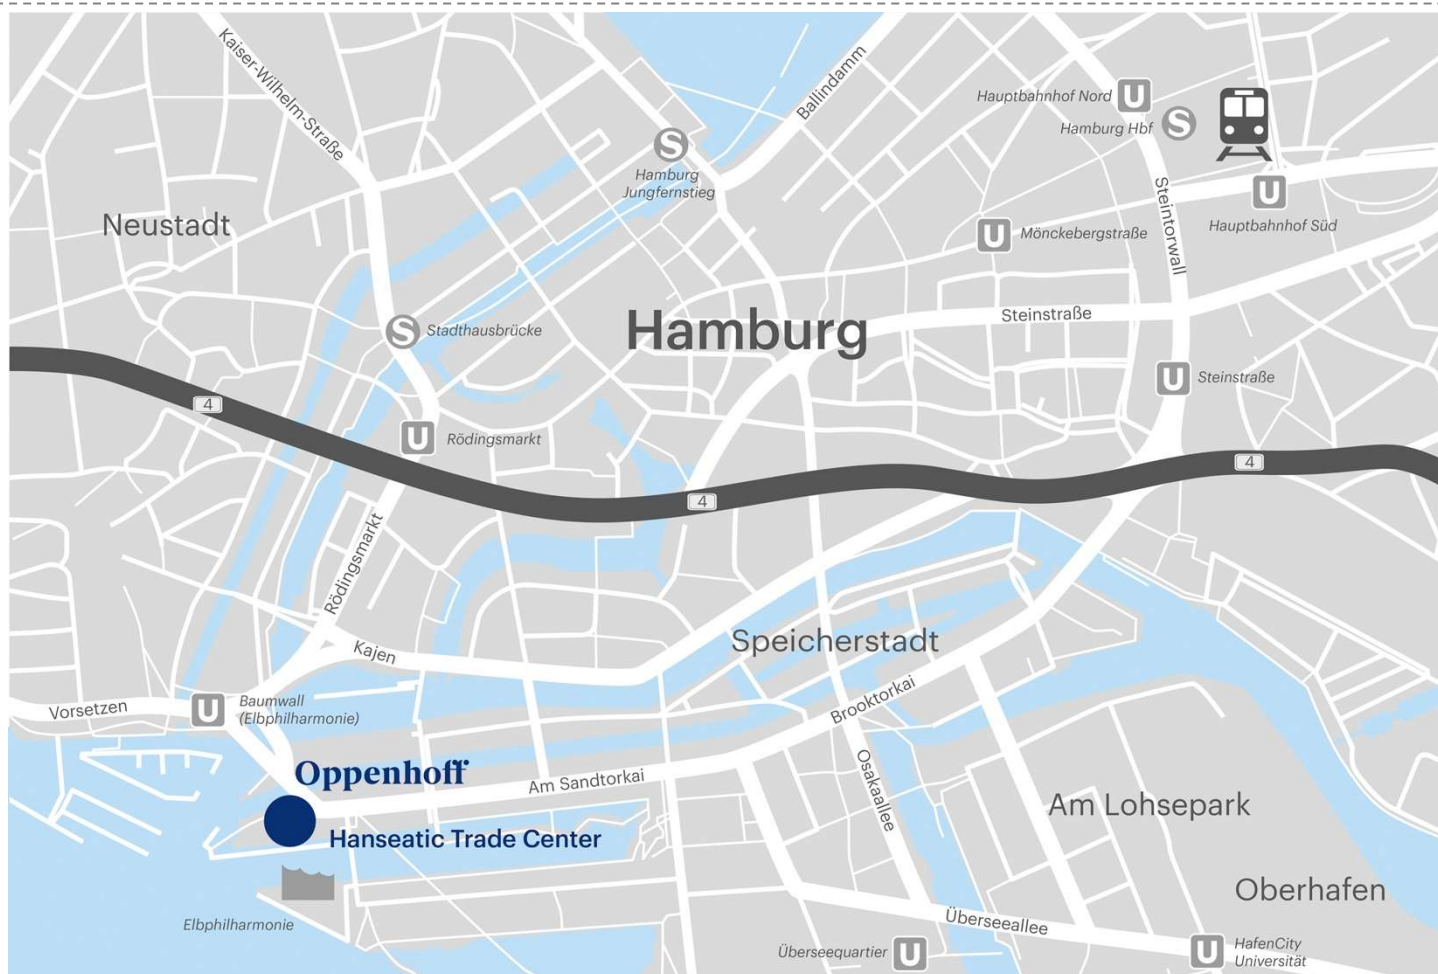 Kaiser-Wilhelm-Straße
Ballindamm
Hauptbahnhof Nord
U
Hamburg Hbf
S
S
Hamburg
Jungfernstieg
Steintorwall
U
Hauptbahnhof Süd
Neustadt
U
Mönckebergstraße
S
Stadthausbrücke
Hamburg
Steinstraße
U
Steinstraße
4
U
Rödingsmarkt
4
4
Rödingsmarkt
Kajen
Speicherstadt
Vorsetzen
U
Baumwall
(Elbphilharmonie)
Brooktorkai
Oppenhoff
Am Sandtorkai
Osakaallee
Am Lohsepark
Hanseatic Trade Center
Oberhafen
Elbphilharmonie
Überseeallee
Überseequartier
U
U
HafenCity
Universität